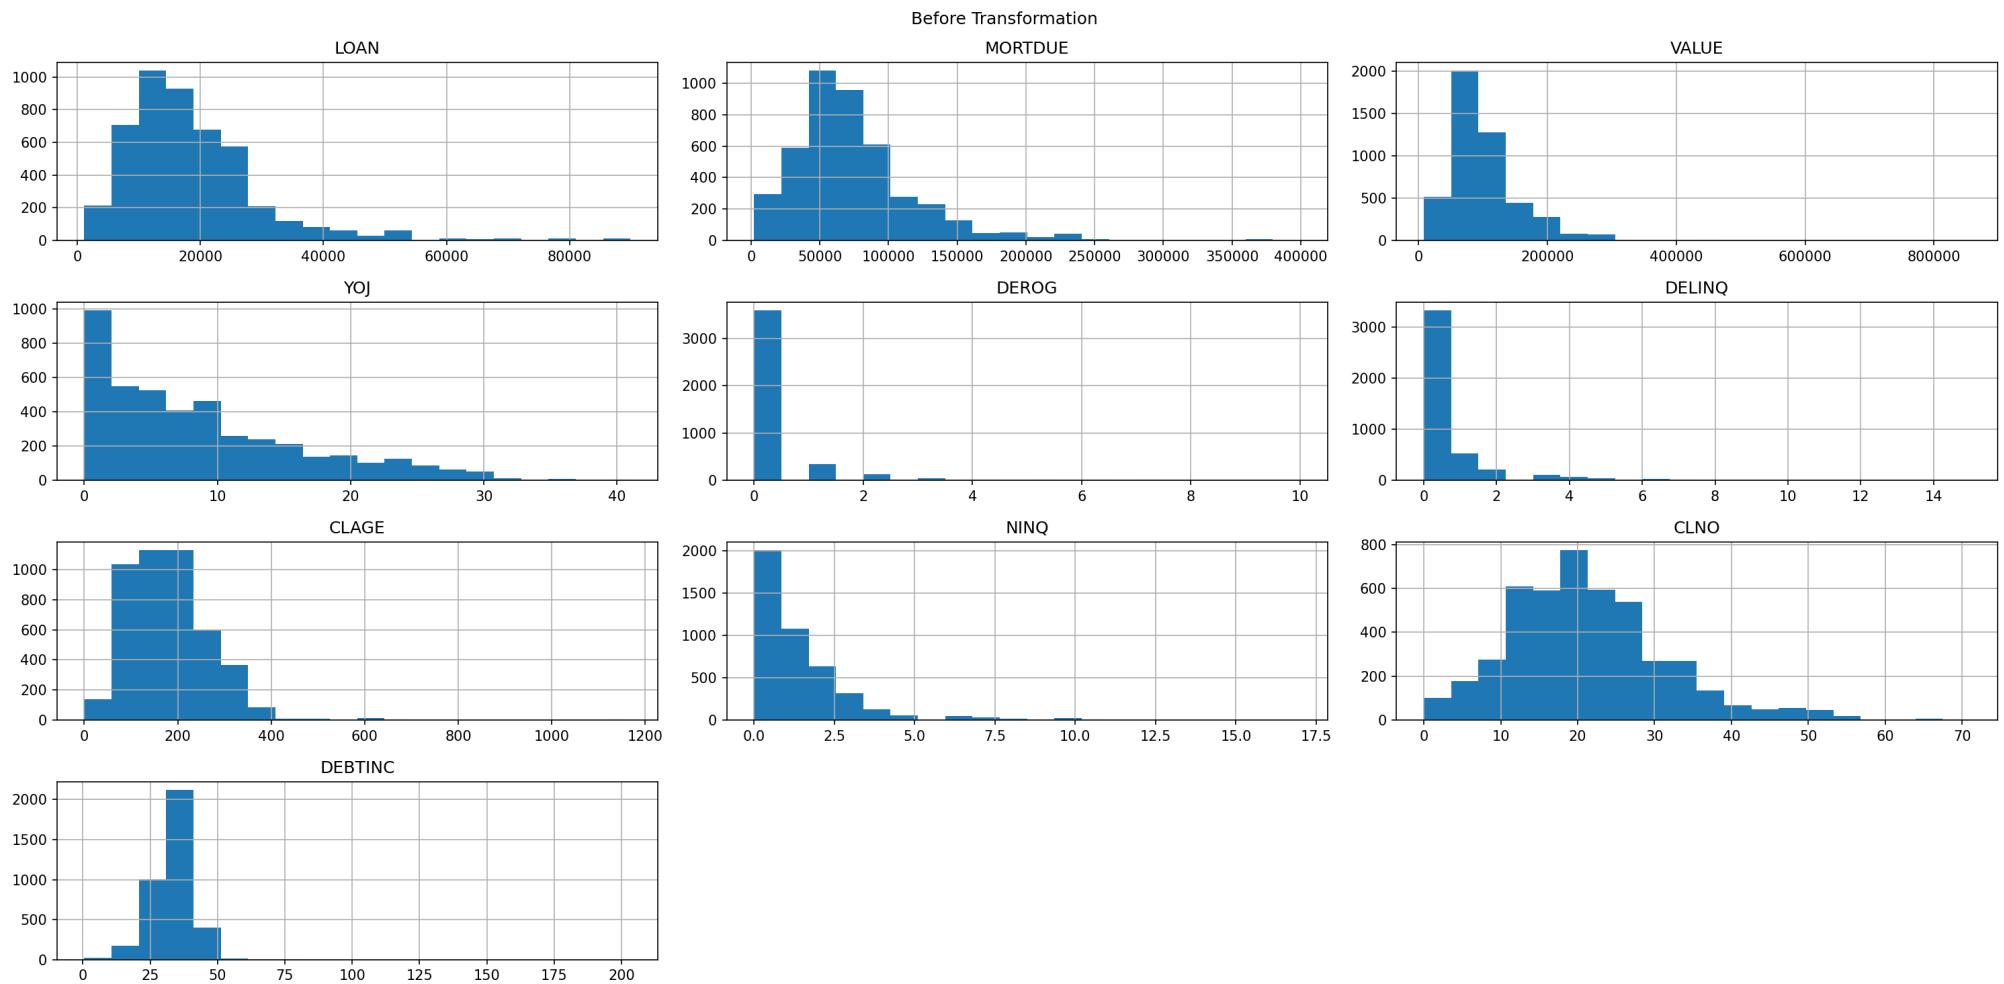 Before Transformation
LOAN
1000
800
600
400
200
0
0 20000 40000 60000 80000
MORTDUE
1000
800
600
400
200
0
0 50000 100000 150000 200000 250000 300000 350000 400000
VALUE
2000
1500
1000
500
0
0 200000 400000 600000 800000
YOJ
1000
800
600
400
200
0
0 10 20 30 40
DEROG
3000
2000
1000
0
0 2 4 6 8 10
DELINQ
3000
2000
1000
0
0 2 4 6 8 10 12 14
CLAGE
1000
800
600
400
200
0
0 200 400 600 800 1000 1200
NINQ
2000
1500
1000
500
0
0.0 2.5 5.0 7.5 10.0 12.5 15.0 17.5
CLNO
800
600
400
200
0
0 10 20 30 40 50 60 70
DEBTINC
2000
1500
1000
500
0
0 25 50 75 100 125 150 175 200